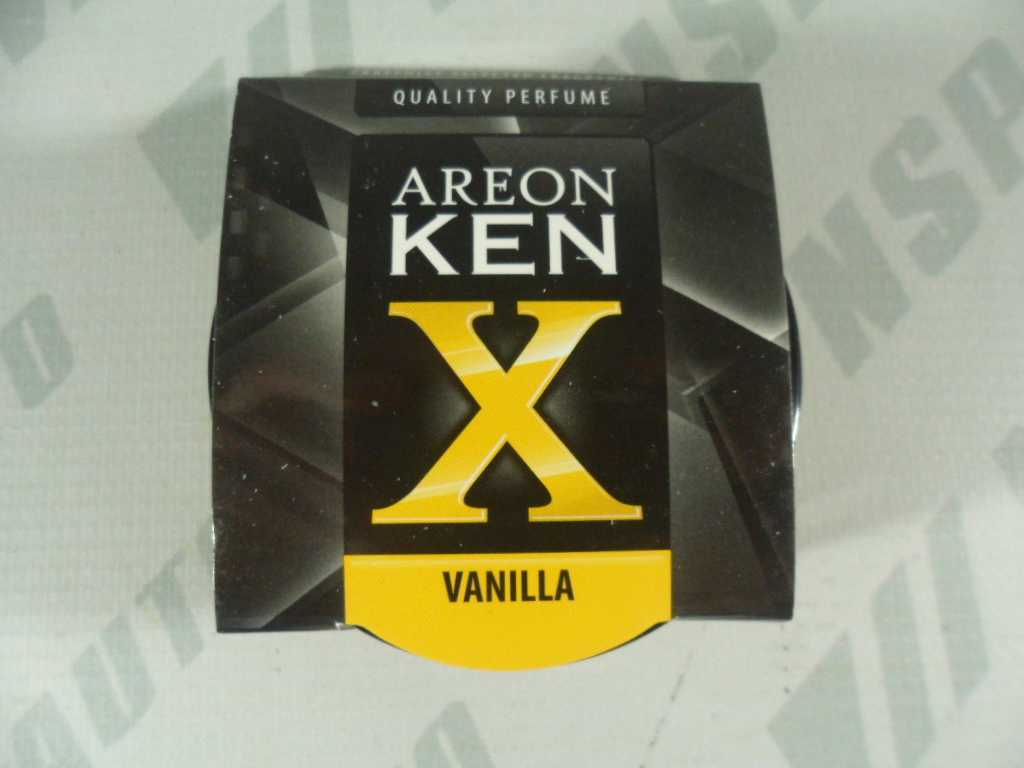 QUALITY PERFUME
AREON
KEN
X
VANILLA